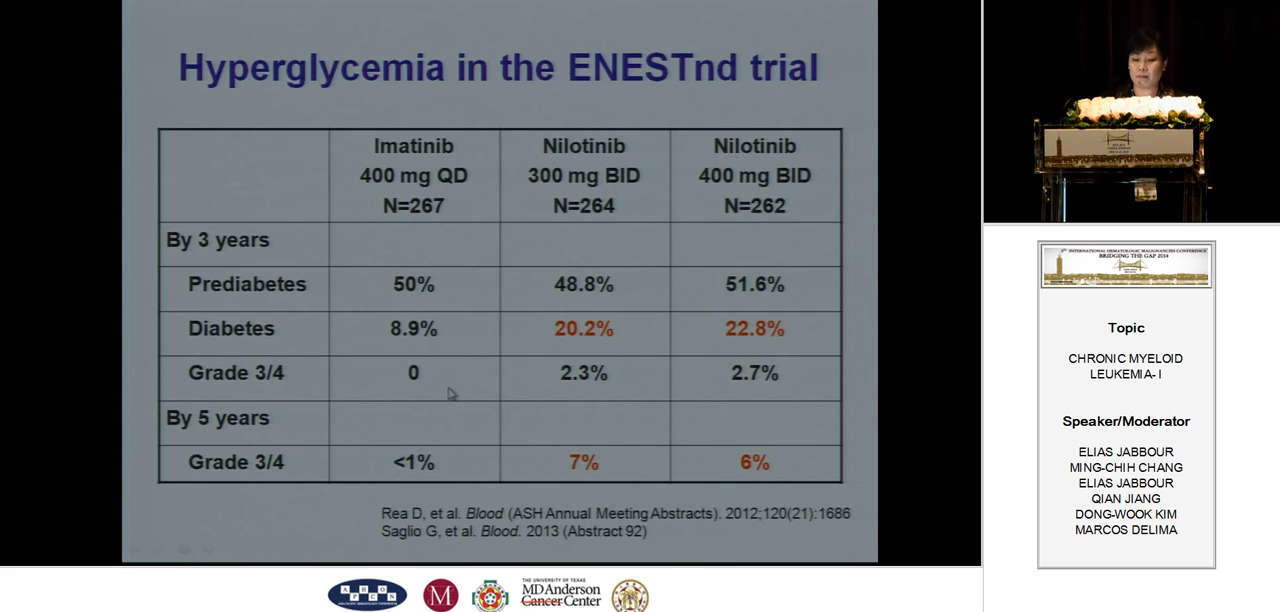 Hyperglycemia in the ENESTnd trial
Imatinib 400 mg QD N=267
Nilotinib 300 mg BID N=264
Nilotinib 400 mg BID N=262
By 3 years
Prediabetes 50% 48.8% 51.6%
Diabetes 8.9% 20.2% 22.8%
Grade 3/4 0 2.3% 2.7%
By 5 years
Grade 3/4 <1% 7% 6%
Rea D, et al. Blood (ASH Annual Meeting Abstracts). 2012;120(21):1686
Saglio G, et al. Blood. 2013 (Abstract 92)
INTERNATIONAL HEMATOLOGIC MALIGNANCIES CONFERENCE
BRIDGING THE GAP 2014
Topic
CHRONIC MYELOID
LEUKEMIA- I
Speaker/Moderator
ELIAS JABBOUR
MING-CHIH CHANG
ELIAS JABBOUR
QIAN JIANG
DONG-WOOK KIM
MARCOS DELIMA
A H O N
P C N
M
THE UNIVERSITY OF TEXAS
MD Anderson
Cancer Center